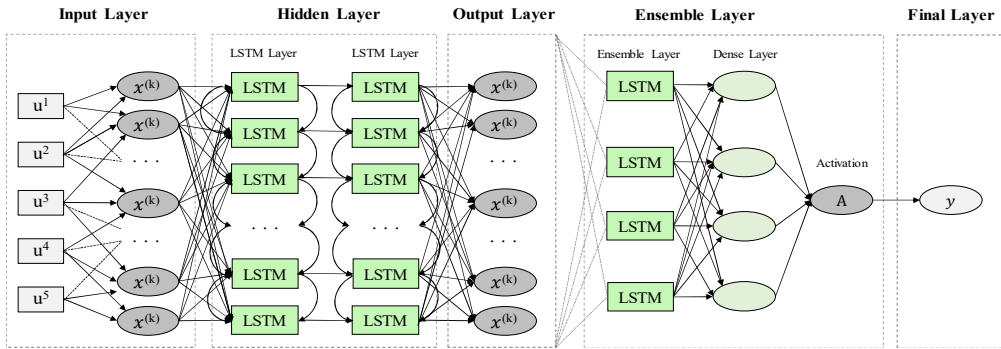 Input Layer
Hidden Layer
Output Layer
Ensemble Layer
Final Layer
u¹
u²
u³
u⁴
u⁵
x⁽ᵏ⁾
x⁽ᵏ⁾
. . .
x⁽ᵏ⁾
. . .
x⁽ᵏ⁾
x⁽ᵏ⁾
LSTM Layer
LSTM
LSTM
LSTM
. . .
LSTM
LSTM
LSTM Layer
LSTM
LSTM
LSTM
. . .
LSTM
LSTM
x⁽ᵏ⁾
x⁽ᵏ⁾
. . .
x⁽ᵏ⁾
. . .
x⁽ᵏ⁾
x⁽ᵏ⁾
Ensemble Layer
LSTM
LSTM
LSTM
LSTM
Dense Layer
Activation
A
y